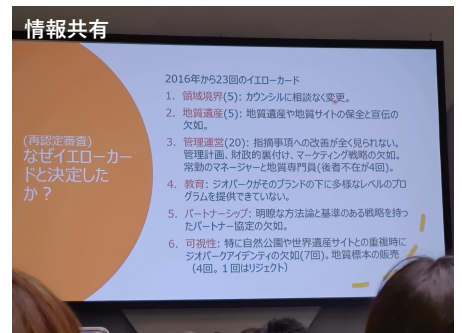 情報共有
(再認定審査)
なぜイエローカー
ドと決定した
か？
2016年から23回のイエローカード
1. 領域境界(5): カウンシルに相談なく変更。
2. 地質遺産(5): 地質遺産や地質サイトの保全と宣伝の
欠如。
3. 管理運営(20): 指摘事項への改善が全く見られない。
管理計画、財政的裏付け、マーケティング戦略の欠如。
常勤のマネージャーと地質専門員(後者不在が4回)。
4. 教育: ジオパークがそのブランドの下に多様なレベルのプロ
グラムを提供できていない。
5. パートナーシップ: 明瞭な方法論と基準のある戦略を持っ
たパートナー協定の欠如。
6. 可視性: 特に自然公園や世界遺産サイトとの重複時に
ジオパークアイデンティの欠如(7回)。地質標本の販売
(4回。1回はリジェクト)